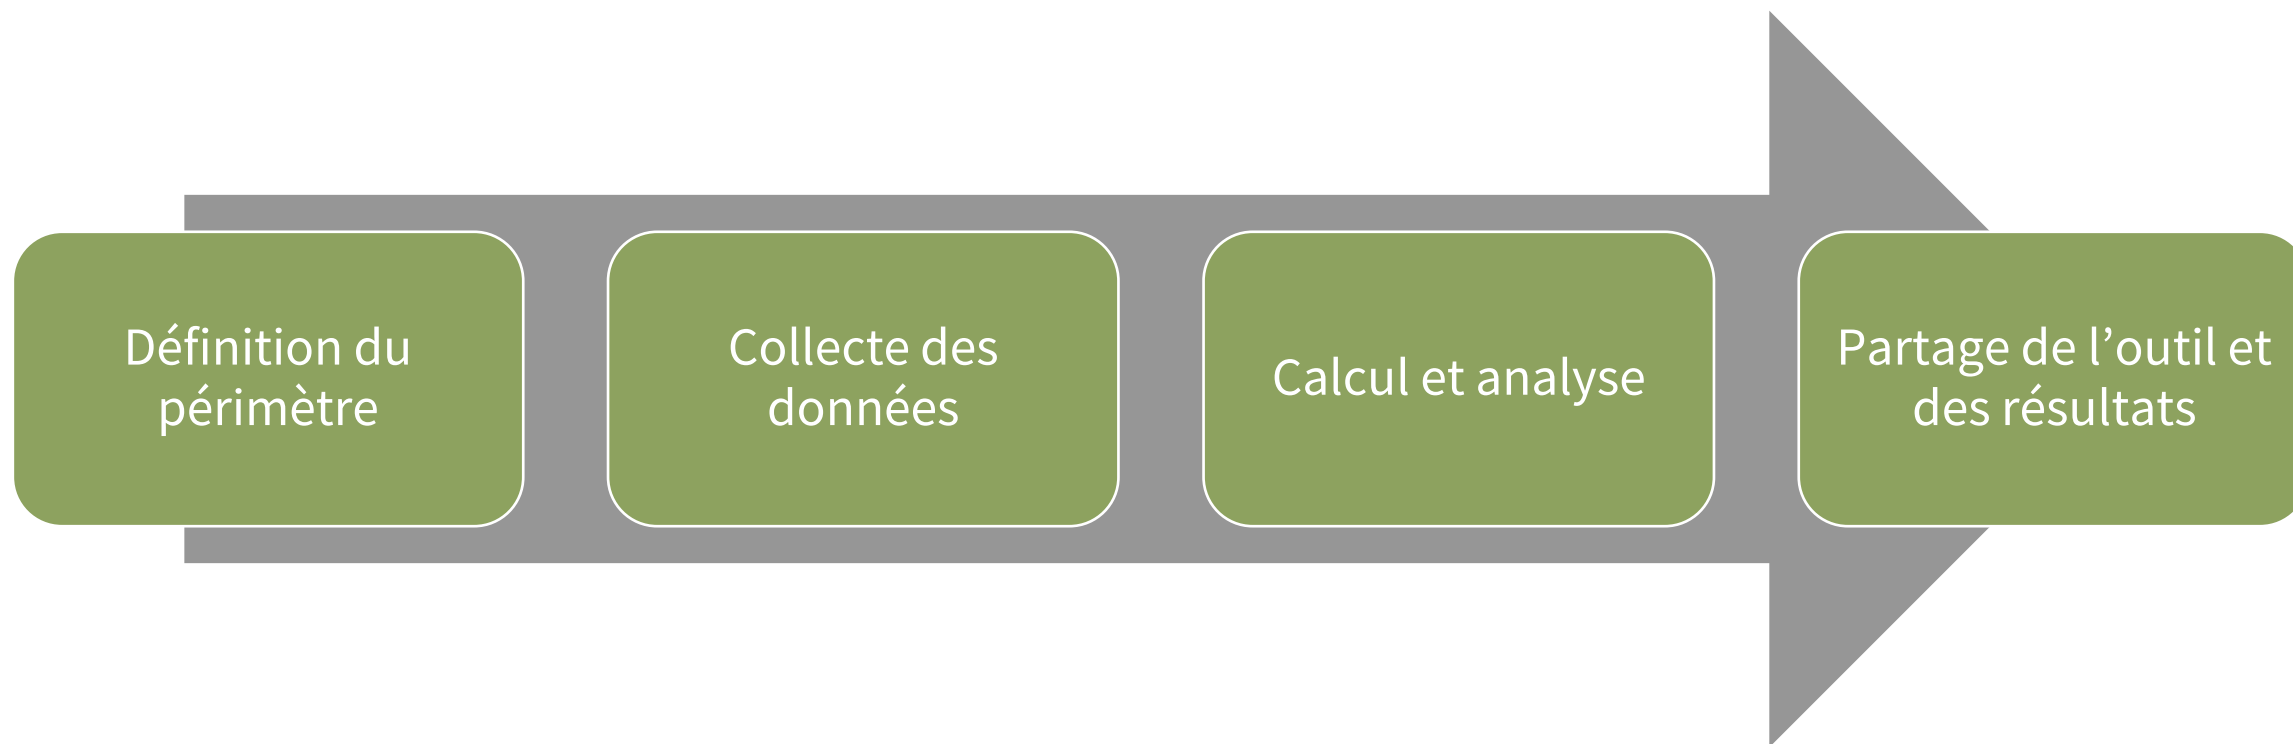 Définition du
périmètre
Collecte des
données
Calcul et analyse
Partage de l’outil et
des résultats